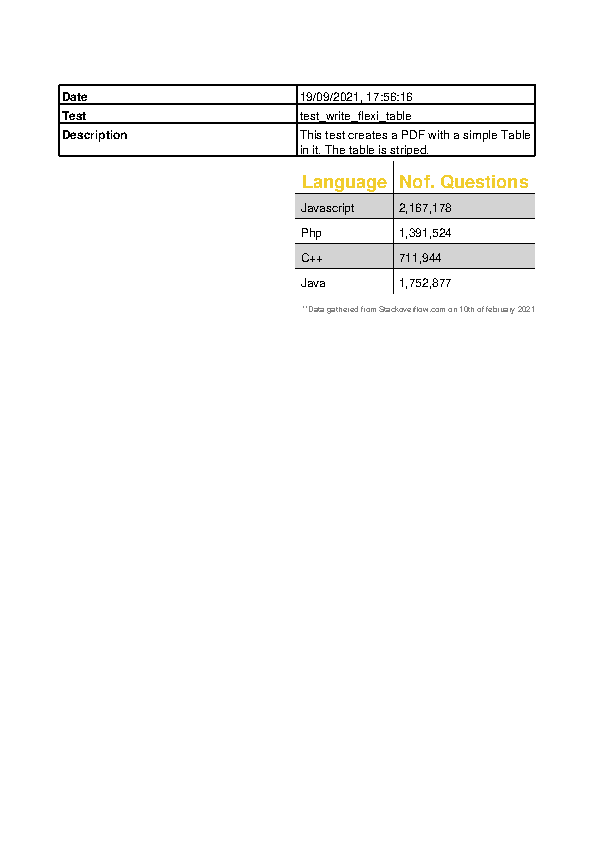 Date 19/09/2021, 17:56:16
Test test_write_flexi_table
Description This test creates a PDF with a simple Table
in it. The table is striped.
Language Nof. Questions
Javascript 2,167,178
Php 1,391,524
C++ 711,944
Java 1,752,877
**Data gathered from Stackoverflow.com on 10th of february 2021